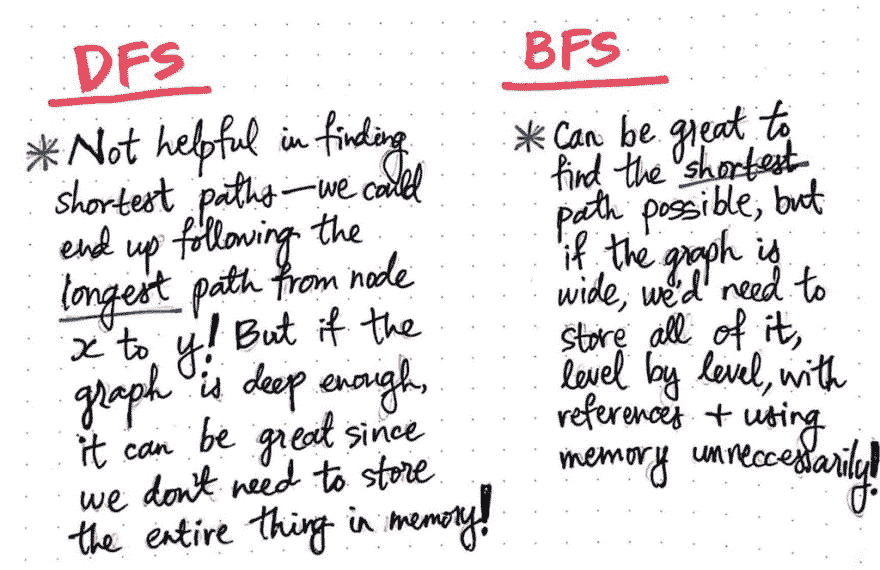 DFS
* Not helpful in finding
shortest paths—we could
end up following the
longest path from node
x to y! But if the
graph is deep enough,
it can be great since
we don't need to store
the entire thing in memory!
BFS
* Can be great to
find the shortest
path possible, but
if the graph is
wide, we'd need to
store all of it,
level by level, with
references + using
memory unneccessarily!